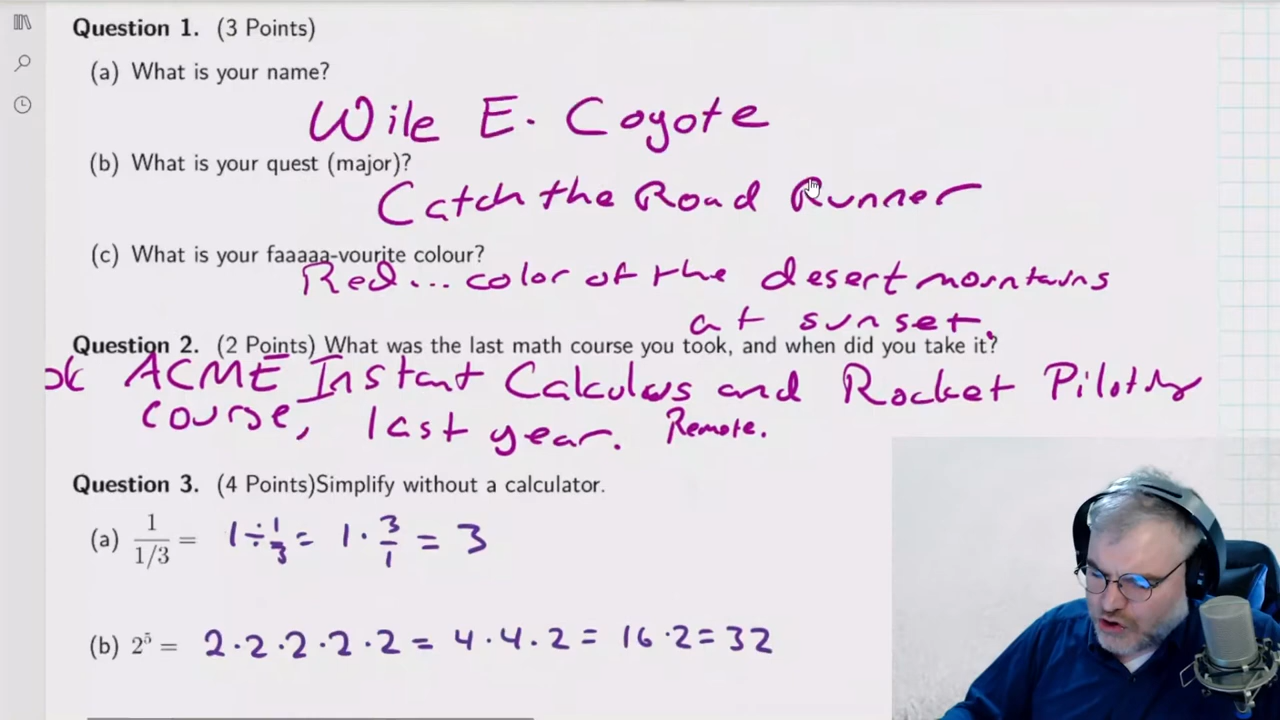 Question 1. (3 Points)
(a) What is your name?
Wile E. Coyote
(b) What is your quest (major)?
Catch the Road Runner
(c) What is your faaaaa-vourite colour?
Red... color of the desert mountains
at sunset.
Question 2. (2 Points) What was the last math course you took, and when did you take it?
ok ACME Instant Calculus and Rocket Piloting
course, last year. Remote.
Question 3. (4 Points)Simplify without a calculator.
(a) 1/(1/3) = 1÷1/3 = 1·3/1 = 3
(b) 2⁵ = 2·2·2·2·2 = 4·4·2 = 16·2 = 32